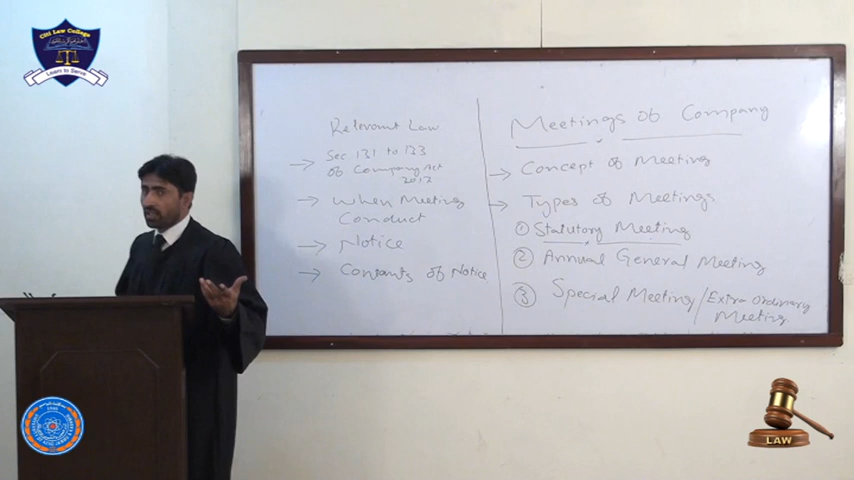 Citi Law College
Learn to Serve
Relevant Law
→ Sec 131 to 133
of Company Act
2017
→ When Meeting
Conduct
→ Notice
→ Contents of Notice
Meetings of Company
→ Concept of Meeting
→ Types of Meetings
① Statutory Meeting
② Annual General Meeting
③ Special Meeting / Extra ordinary
Meeting
LAW